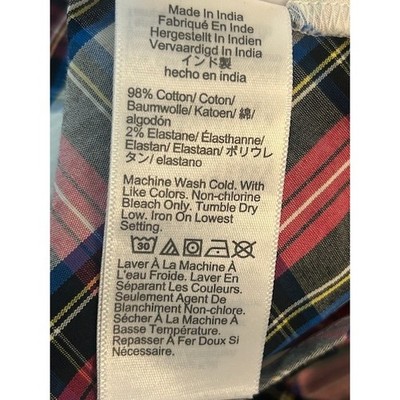 Made In India
Fabriqué En Inde
Hergestellt In Indien
Vervaardigd In India
インド製
hecho en india
98% Cotton/ Coton/
Baumwolle/ Katoen/ 綿/
algodón
2% Elastane/ Élasthanne/
Elastan/ Elastaan/ ポリウレ
タン/ elastano
Machine Wash Cold. With
Like Colors. Non-chlorine
Bleach Only. Tumble Dry
Low. Iron On Lowest
Setting.
30
Laver À La Machine À
L'eau Froide. Laver En
Séparant Les Couleurs.
Seulement Agent De
Blanchiment Non-chlore.
Sécher À La Machine À
Basse Température.
Repasser À Fer Doux Si
Nécessaire.